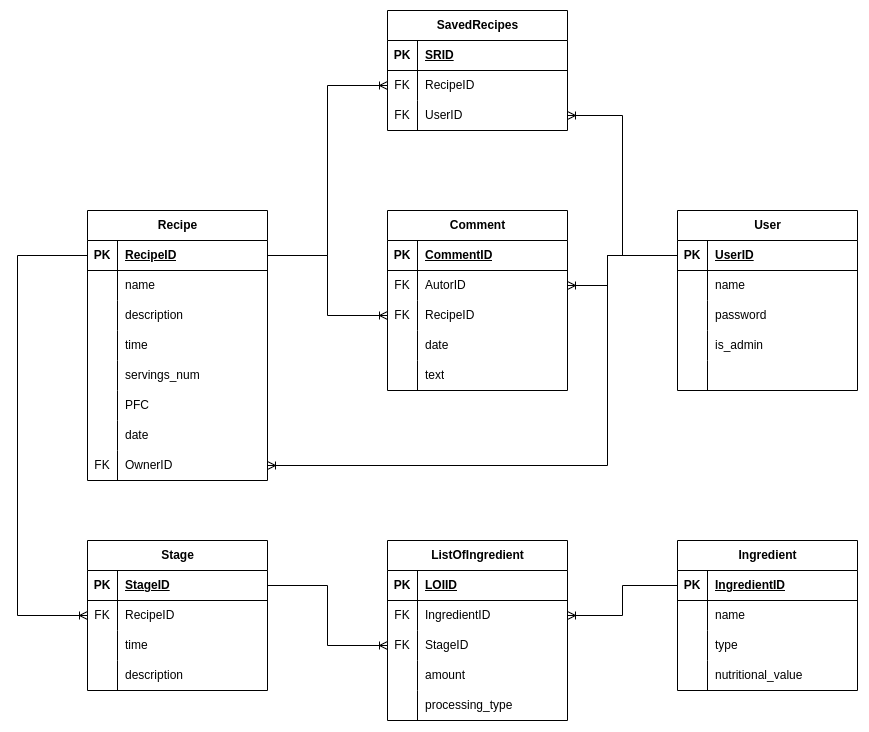 SavedRecipes
PK SRID
FK RecipeID
FK UserID
Recipe
PK RecipeID
name
description
time
servings_num
PFC
date
FK OwnerID
Comment
PK CommentID
FK AutorID
FK RecipeID
date
text
User
PK UserID
name
password
is_admin
Stage
PK StageID
FK RecipeID
time
description
ListOfIngredient
PK LOIID
FK IngredientID
FK StageID
amount
processing_type
Ingredient
PK IngredientID
name
type
nutritional_value